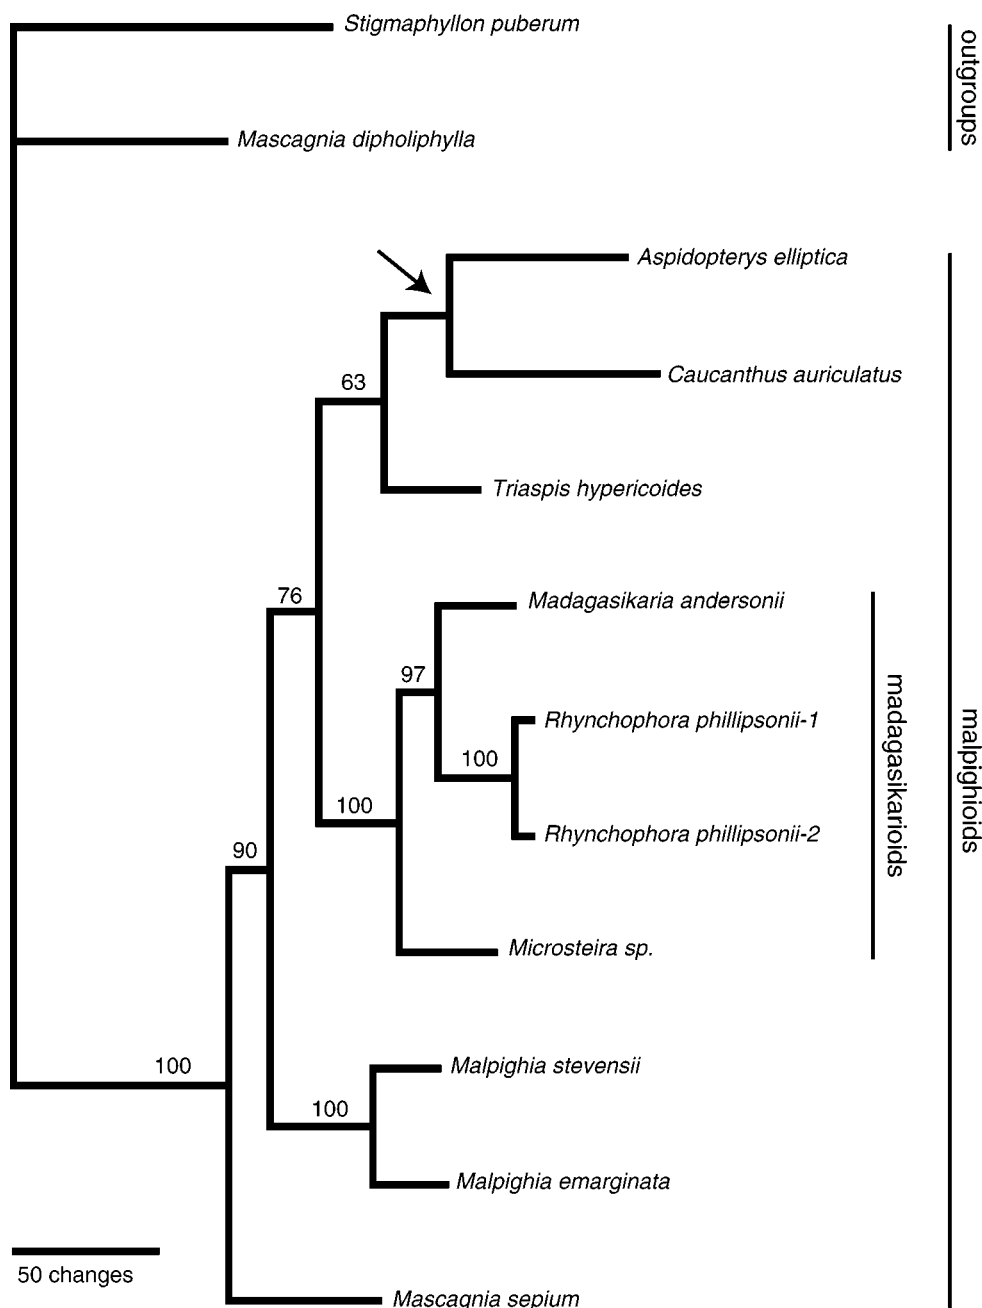 Stigmaphyllon puberum
outgroups
Mascagnia dipholiphylla
Aspidopterys elliptica
Caucanthus auriculatus
63
Triaspis hypericoides
76
Madagasikaria andersonii
97
Rhynchophora phillipsonii-1
100
madagasikarioids
malpighioids
100
Rhynchophora phillipsonii-2
90
Microsteira sp.
100
Malpighia stevensii
100
Malpighia emarginata
50 changes
Mascagnia sepium